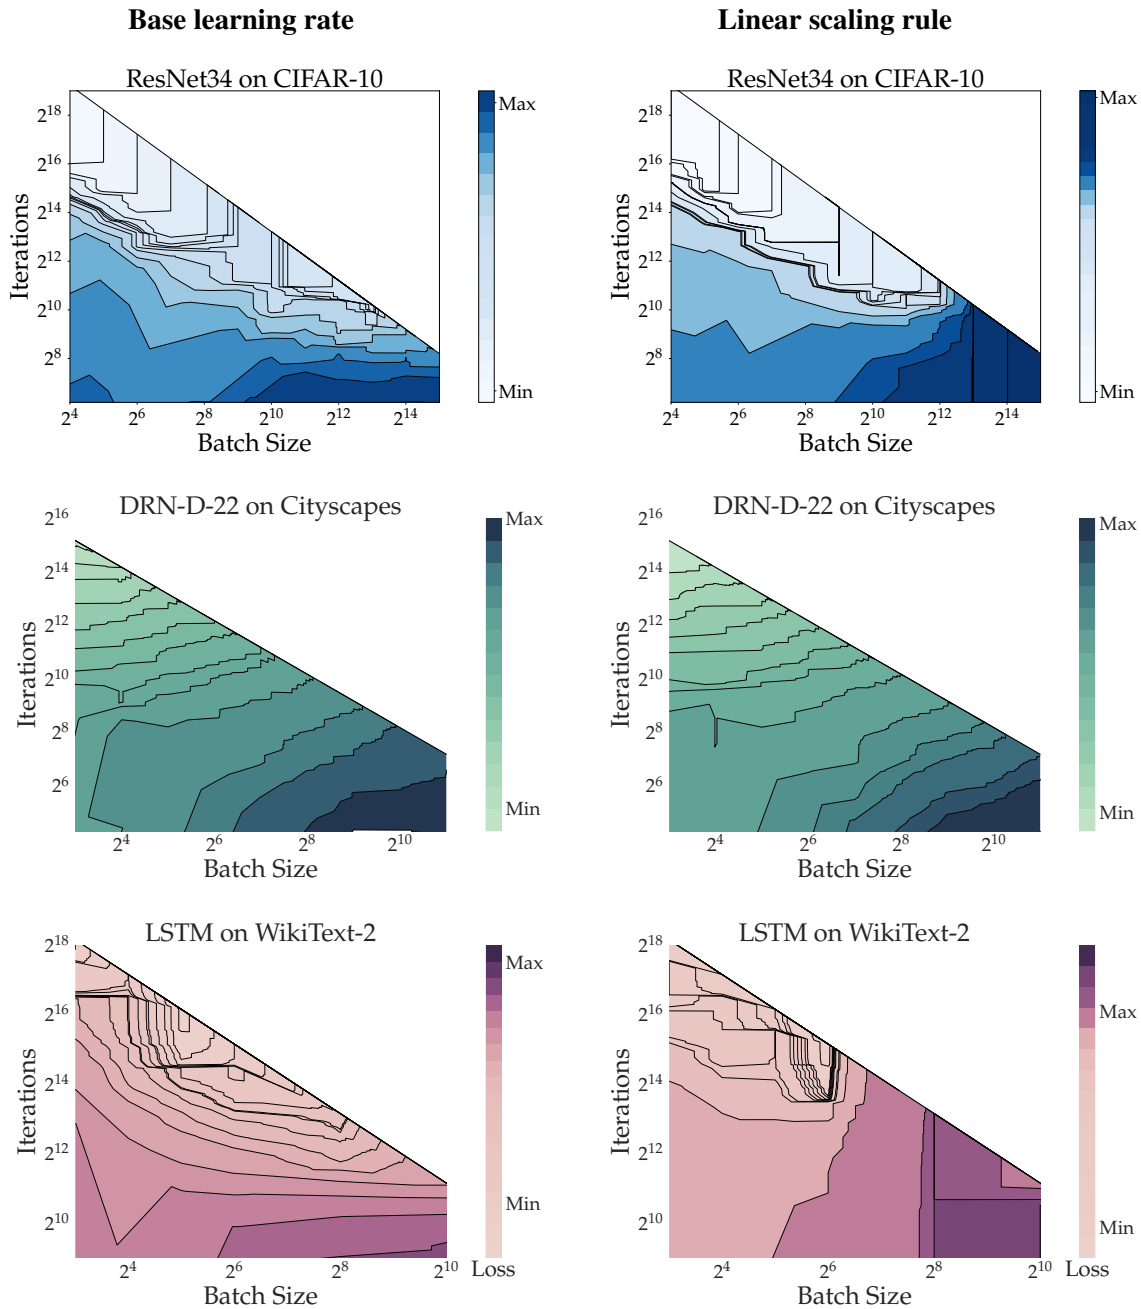 Base learning rate
Linear scaling rule
ResNet34 on CIFAR-10
2^18
2^16
2^14
2^12
2^10
2^8
Iterations
2^4 2^6 2^8 2^10 2^12 2^14
Batch Size
Max
Min
ResNet34 on CIFAR-10
2^18
2^16
2^14
2^12
2^10
2^8
Iterations
2^4 2^6 2^8 2^10 2^12 2^14
Batch Size
Max
Min
DRN-D-22 on Cityscapes
2^16
2^14
2^12
2^10
2^8
2^6
Iterations
2^4 2^6 2^8 2^10
Batch Size
Max
Min
DRN-D-22 on Cityscapes
2^16
2^14
2^12
2^10
2^8
2^6
Iterations
2^4 2^6 2^8 2^10
Batch Size
Max
Min
LSTM on WikiText-2
2^18
2^16
2^14
2^12
2^10
Iterations
2^4 2^6 2^8 2^10
Batch Size
Max
Min
Loss
LSTM on WikiText-2
2^18
2^16
2^14
2^12
2^10
Iterations
2^4 2^6 2^8 2^10
Batch Size
Max
Min
Loss